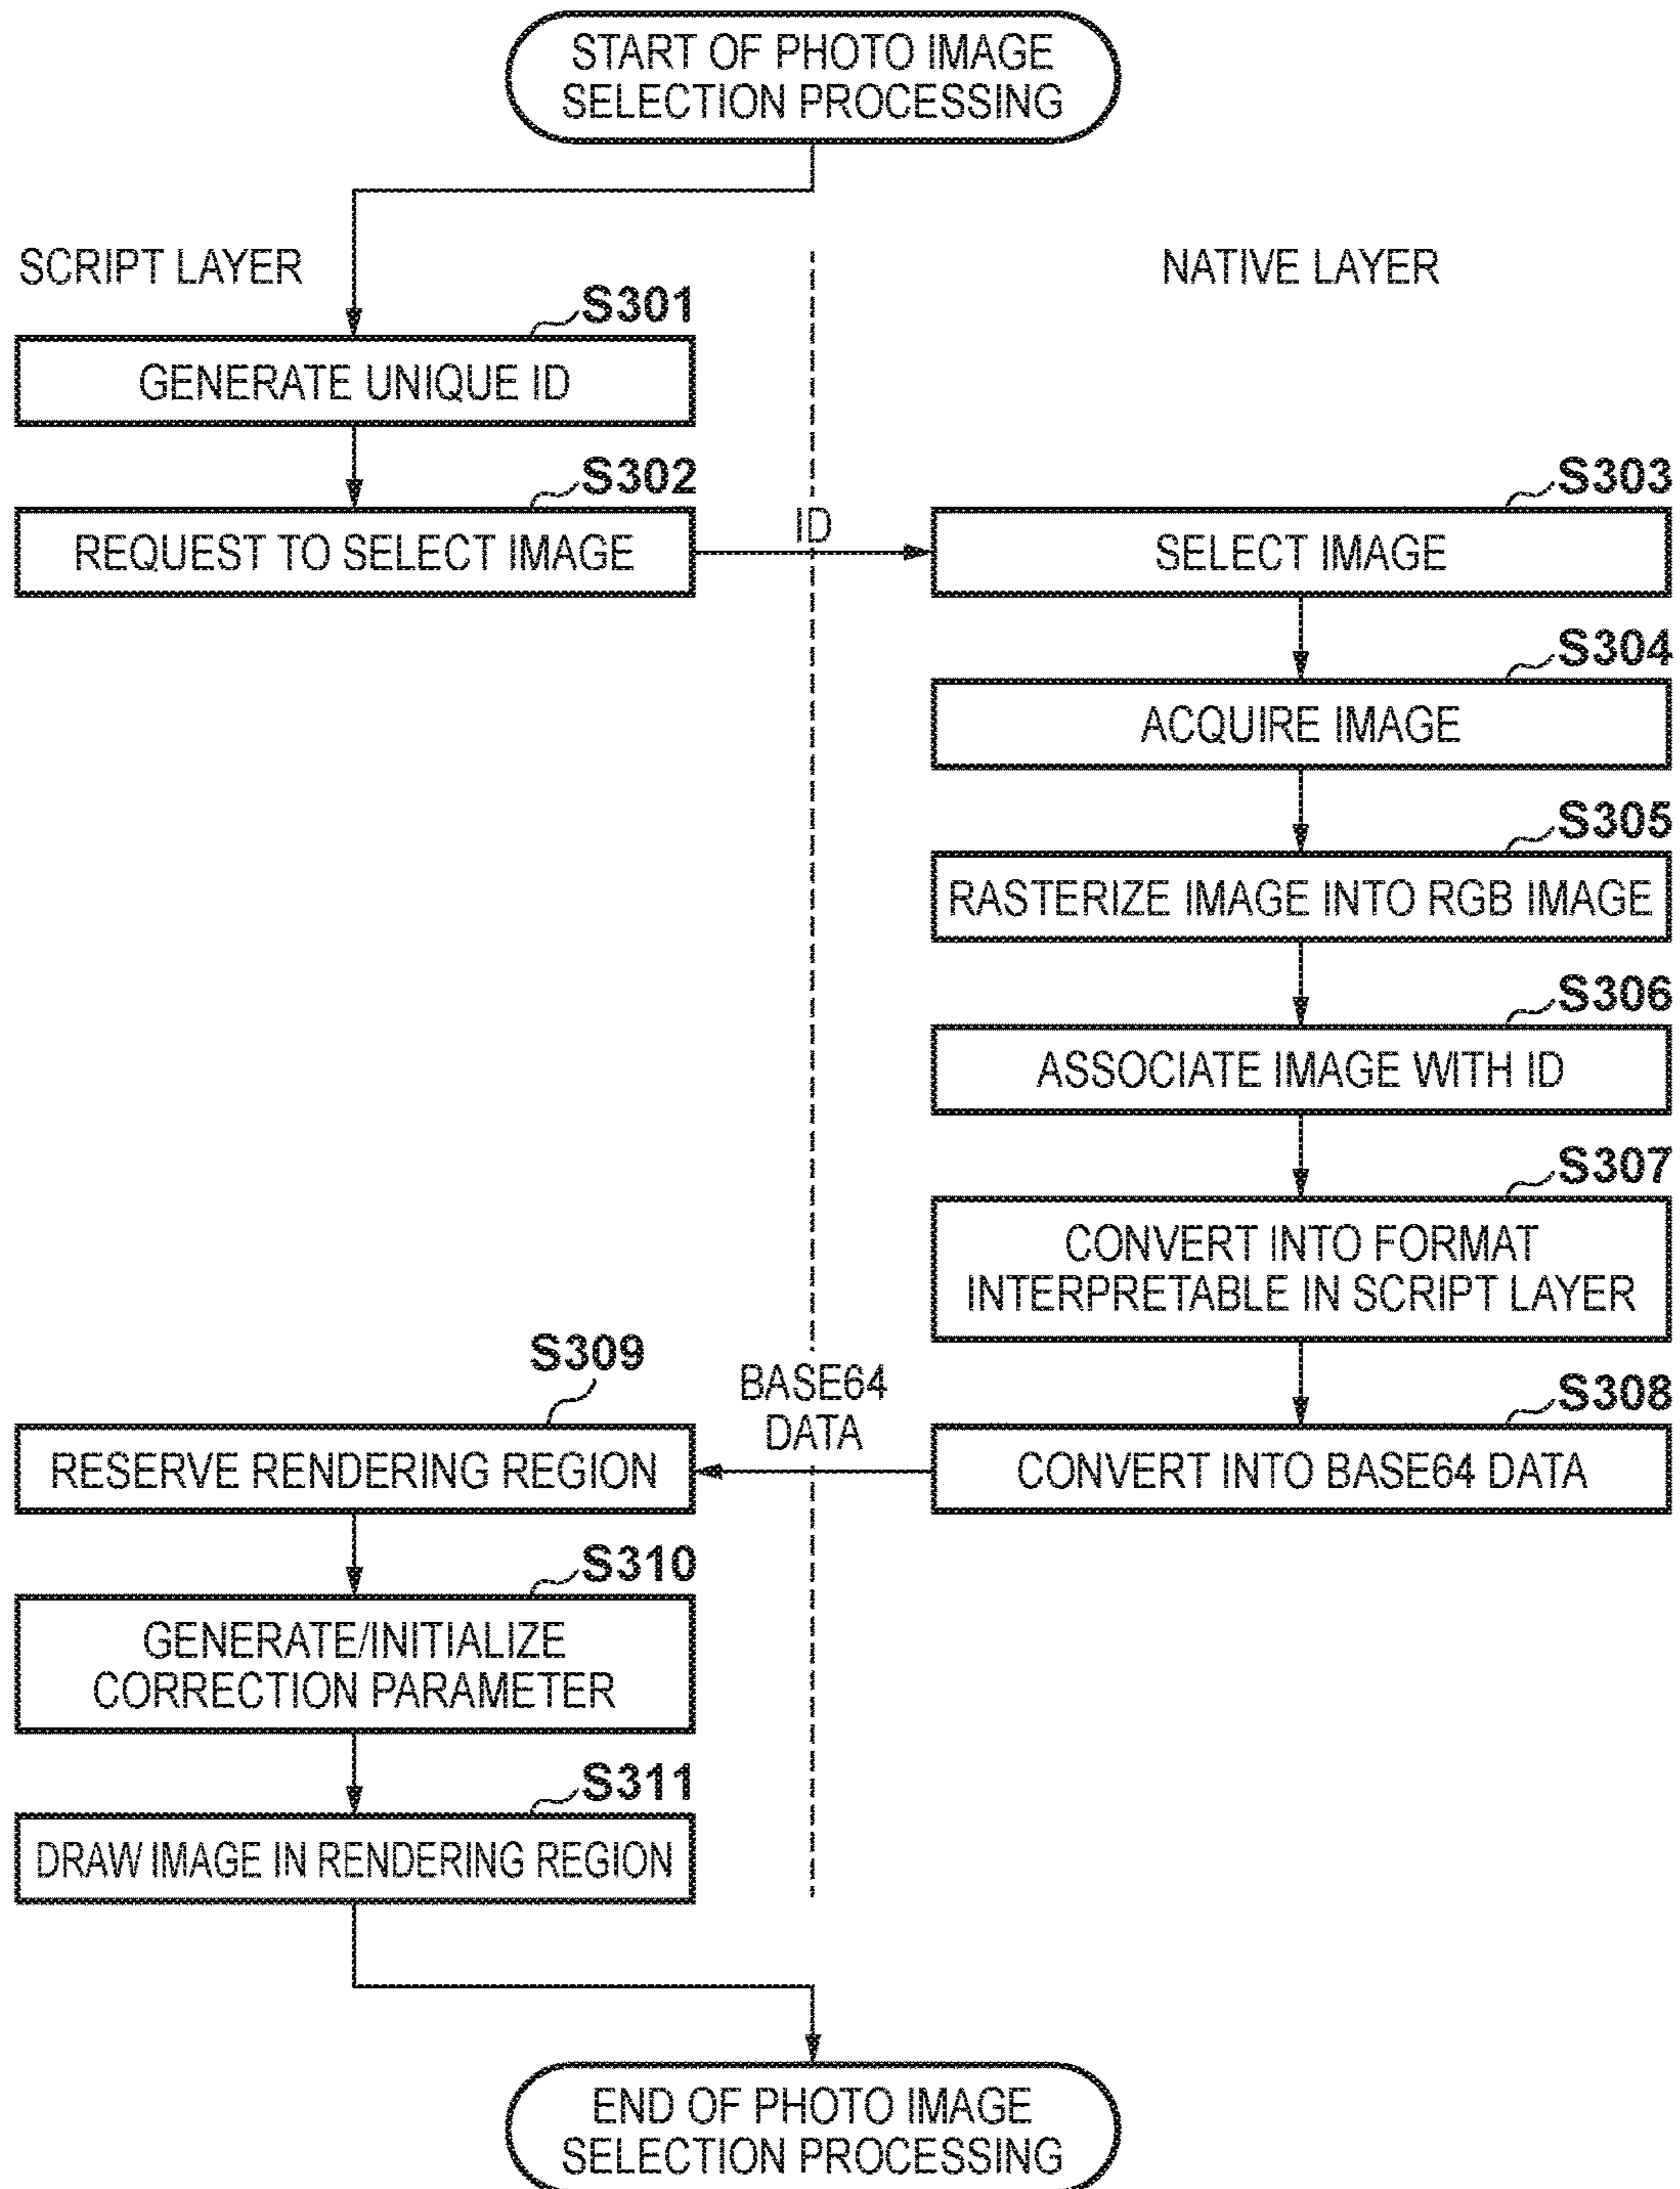 START OF PHOTO IMAGE
SELECTION PROCESSING
SCRIPT LAYER
NATIVE LAYER
S301
GENERATE UNIQUE ID
S302
REQUEST TO SELECT IMAGE
ID
S303
SELECT IMAGE
S304
ACQUIRE IMAGE
S305
RASTERIZE IMAGE INTO RGB IMAGE
S306
ASSOCIATE IMAGE WITH ID
S307
CONVERT INTO FORMAT
INTERPRETABLE IN SCRIPT LAYER
S308
CONVERT INTO BASE64 DATA
BASE64
DATA
S309
RESERVE RENDERING REGION
S310
GENERATE/INITIALIZE
CORRECTION PARAMETER
S311
DRAW IMAGE IN RENDERING REGION
END OF PHOTO IMAGE
SELECTION PROCESSING